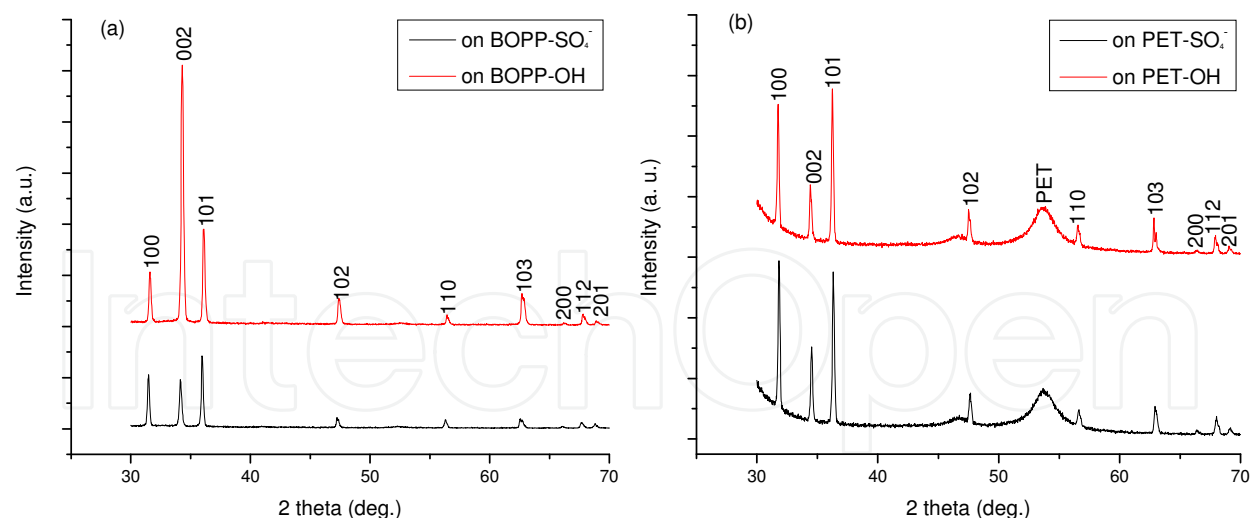 (a)
on BOPP-SO₄⁻
on BOPP-OH
100
002
101
102
110
103
200
112
201
Intensity (a.u.)
30 40 50 60 70
2 theta (deg.)
(b)
on PET-SO₄⁻
on PET-OH
100
002
101
102
PET
110
103
200
112
201
Intensity (a. u.)
30 40 50 60 70
2 theta (deg.)
IntechOpen